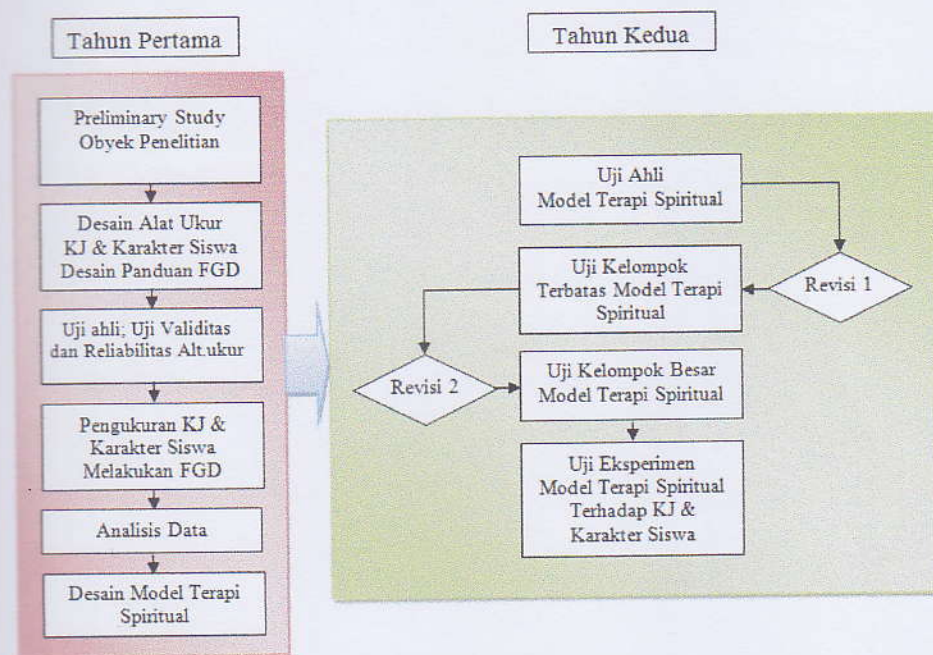 Tahun Pertama
Preliminary Study
Obyek Penelitian
Desain Alat Ukur
KJ & Karakter Siswa
Desain Panduan FGD
Uji ahli; Uji Validitas
dan Reliabilitas Alt.ukur
Pengukuran KJ &
Karakter Siswa
Melakukan FGD
Analisis Data
Desain Model Terapi
Spiritual
Tahun Kedua
Uji Ahli
Model Terapi Spiritual
Revisi 1
Uji Kelompok
Terbatas Model Terapi
Spiritual
Revisi 2
Uji Kelompok Besar
Model Terapi Spiritual
Uji Eksperimen
Model Terapi Spiritual
Terhadap KJ &
Karakter Siswa